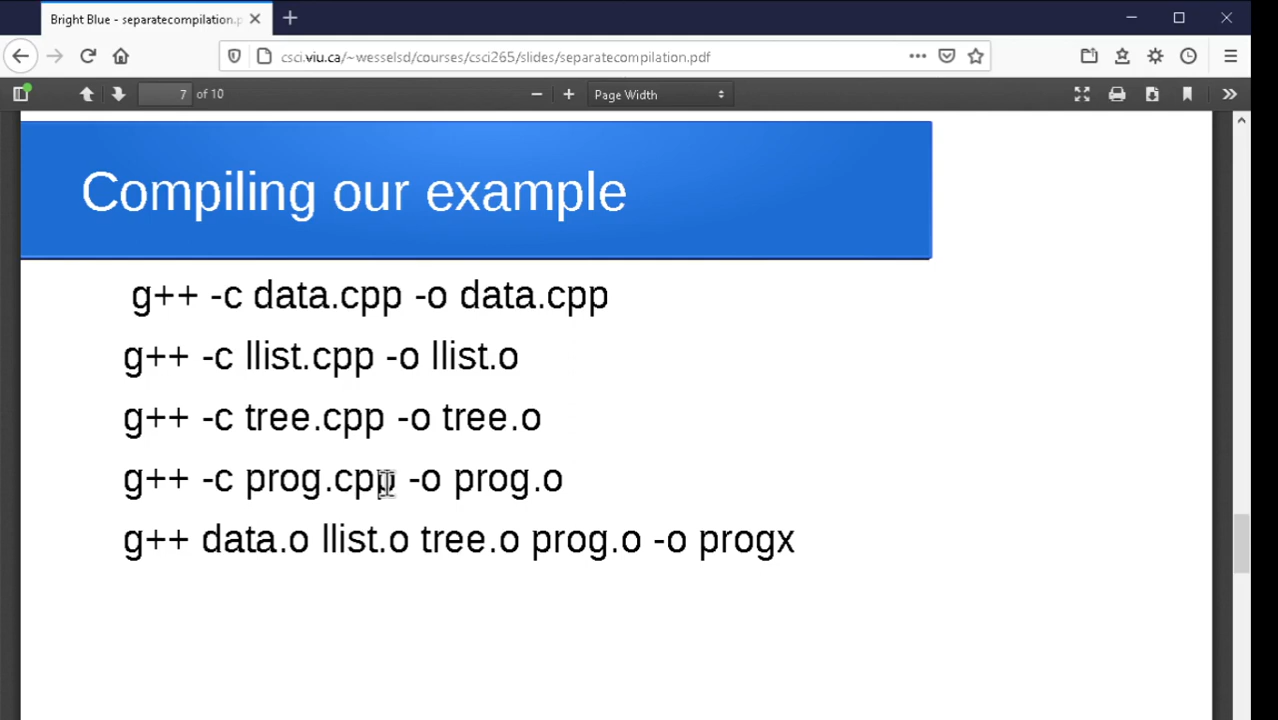 Bright Blue - separatecompilation.p
csci.viu.ca/~wesselsd/courses/csci265/slides/separatecompilation.pdf
7 of 10
Page Width
Compiling our example
g++ -c data.cpp -o data.cpp
g++ -c llist.cpp -o llist.o
g++ -c tree.cpp -o tree.o
g++ -c prog.cpp -o prog.o
g++ data.o llist.o tree.o prog.o -o progx